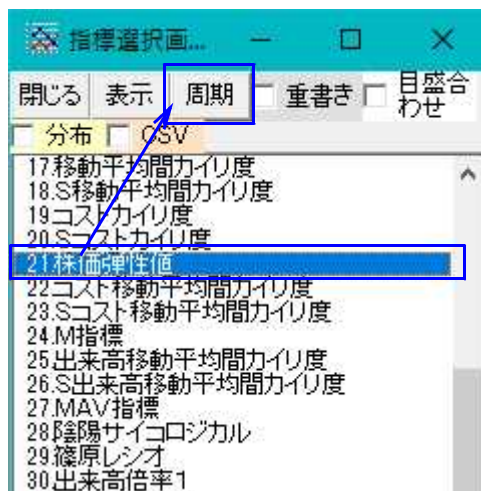 指標選択画...
閉じる 表示 周期 重書き 目盛合わせ
分布 CSV
17.移動平均間カイリ度
18.S移動平均間カイリ度
19.コストカイリ度
20.Sコストカイリ度
21.株価弾性値
22.コスト移動平均間カイリ度
23.Sコスト移動平均間カイリ度
24.M指標
25.出来高移動平均間カイリ度
26.S出来高移動平均間カイリ度
27.MAV指標
28.陰陽サイコロジカル
29.篠原レシオ
30.出来高倍率1